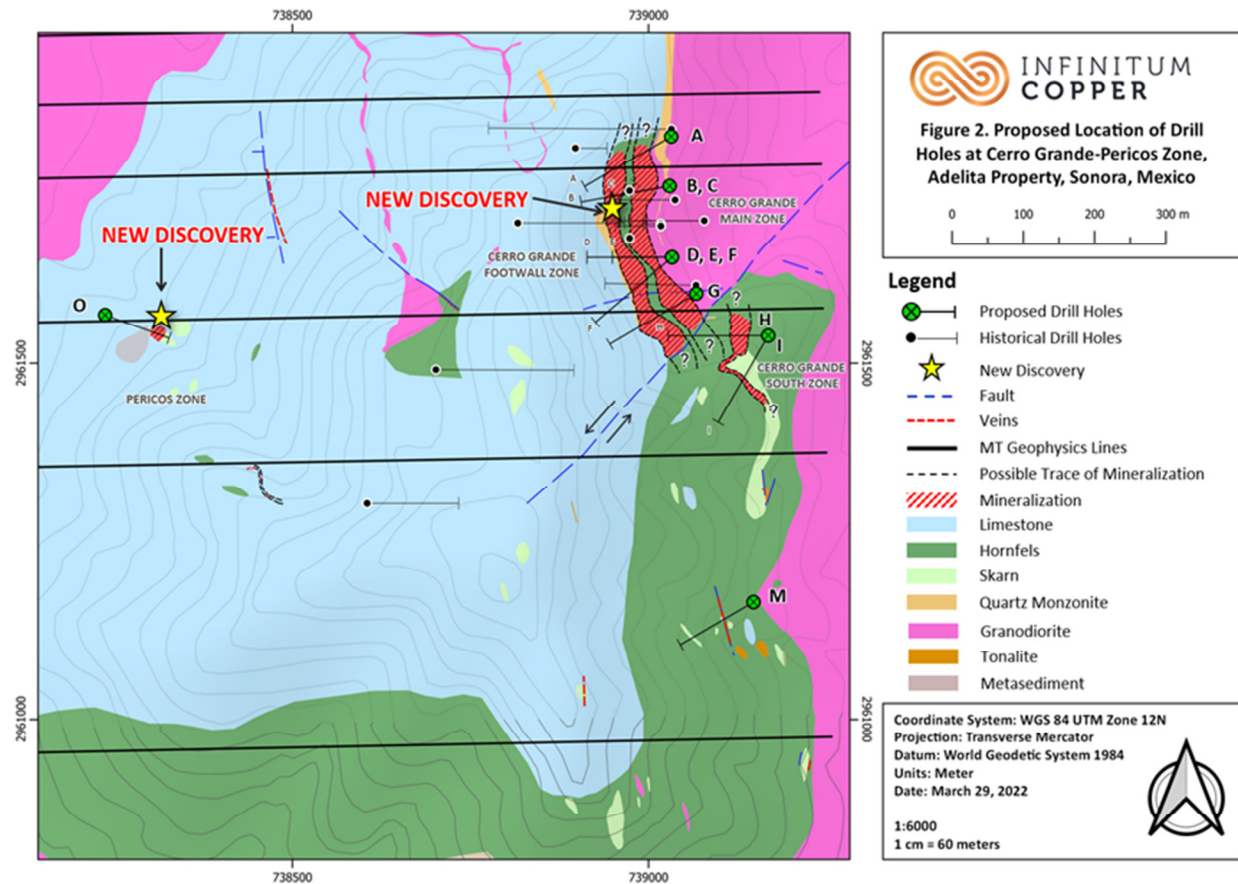 738500
739000
A
?
?
A
B
B, C
NEW DISCOVERY
CERRO GRANDE
MAIN ZONE
NEW DISCOVERY
D
CERRO GRANDE
FOOTWALL ZONE
D, E, F
O
G
?
F
H
H
I
?
?
2961500
2961500
CERRO GRANDE
SOUTH ZONE
PERICOS ZONE
?
I
M
2961000
2961000
738500
739000
INFINITUM
COPPER
Figure 2. Proposed Location of Drill
Holes at Cerro Grande-Pericos Zone,
Adelita Property, Sonora, Mexico
0 100 200 300 m
Legend
Proposed Drill Holes
Historical Drill Holes
New Discovery
Fault
Veins
MT Geophysics Lines
Possible Trace of Mineralization
Mineralization
Limestone
Hornfels
Skarn
Quartz Monzonite
Granodiorite
Tonalite
Metasediment
Coordinate System: WGS 84 UTM Zone 12N
Projection: Transverse Mercator
Datum: World Geodetic System 1984
Units: Meter
Date: March 29, 2022
1:6000
1 cm = 60 meters